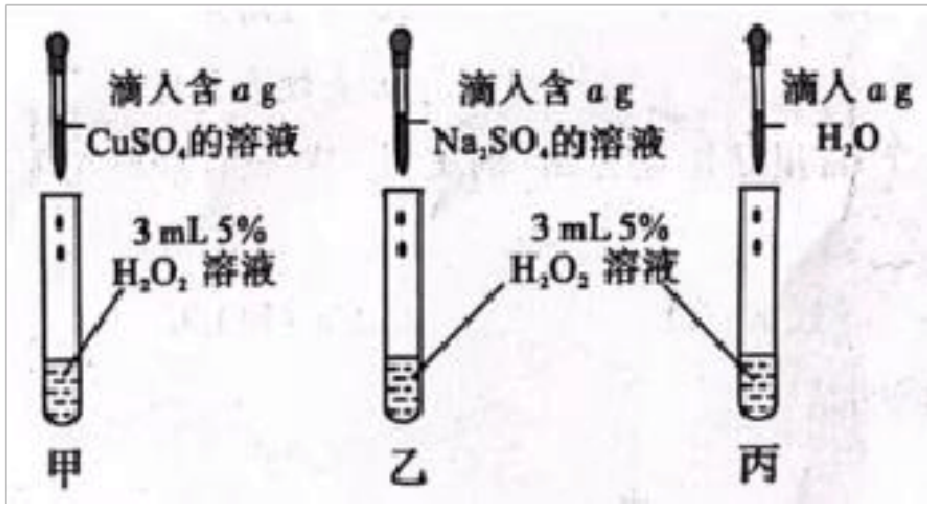 滴入含 a g
CuSO₄的溶液
3 mL 5%
H₂O₂ 溶液
甲
滴入含 a g
Na₂SO₄的溶液
3 mL 5%
H₂O₂ 溶液
乙
滴入 a g
H₂O
丙